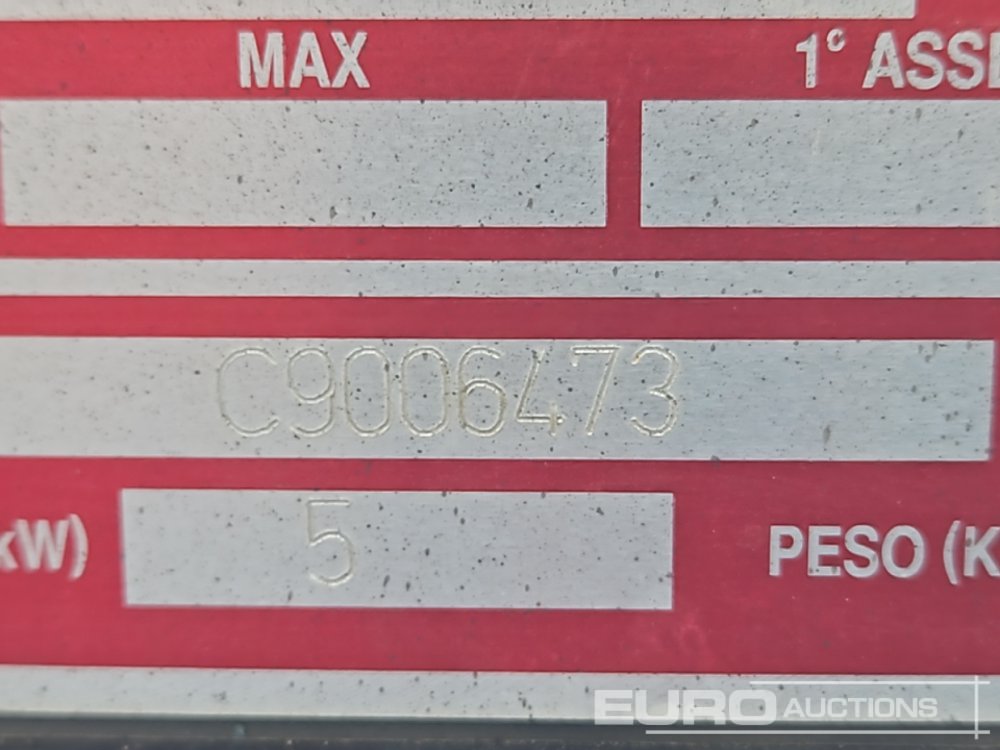 MAX 1° ASSI
C9006473
kW) 5 PESO (K
EURO AUCTIONS